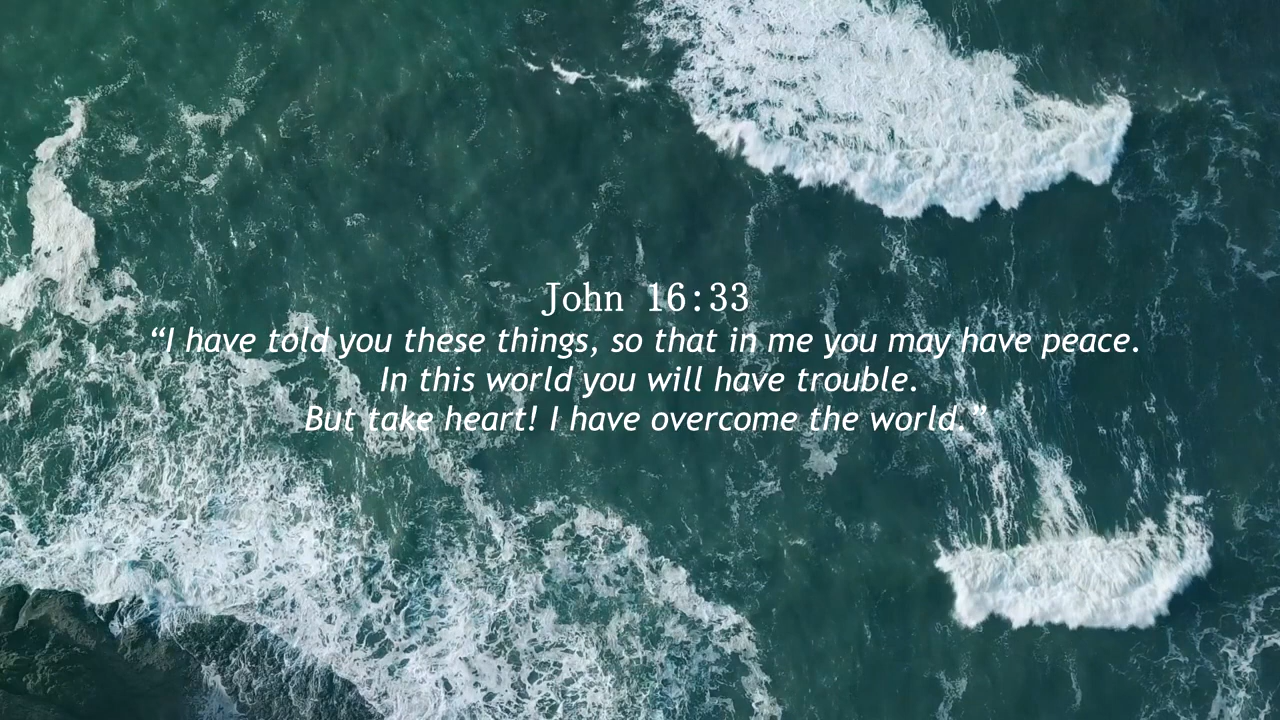 John 16:33
“I have told you these things, so that in me you may have peace.
In this world you will have trouble.
But take heart! I have overcome the world.”